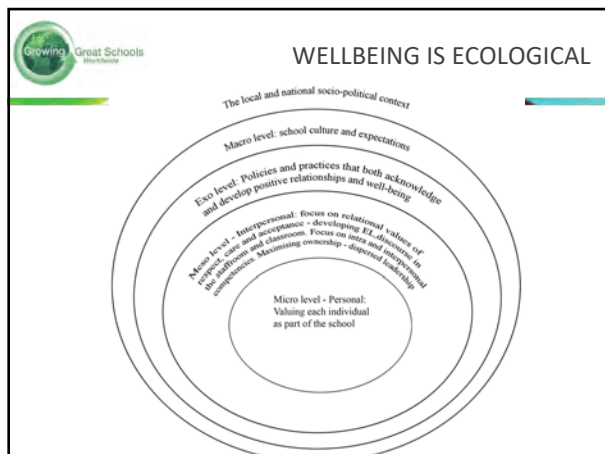 Growing Great Schools
Worldwide
WELLBEING IS ECOLOGICAL
The local and national socio-political context
Macro level: school culture and expectations
Exo level: Policies and practices that both acknowledge
and develop positive relationships and well-being
Meso level - Interpersonal: focus on relational values of
respect, care and acceptance - developing EL,discourse in
the staffroom and classroom. Focus on intra and interpersonal
competencies. Maximising ownership - dispersed leadership
Micro level - Personal:
Valuing each individual
as part of the school